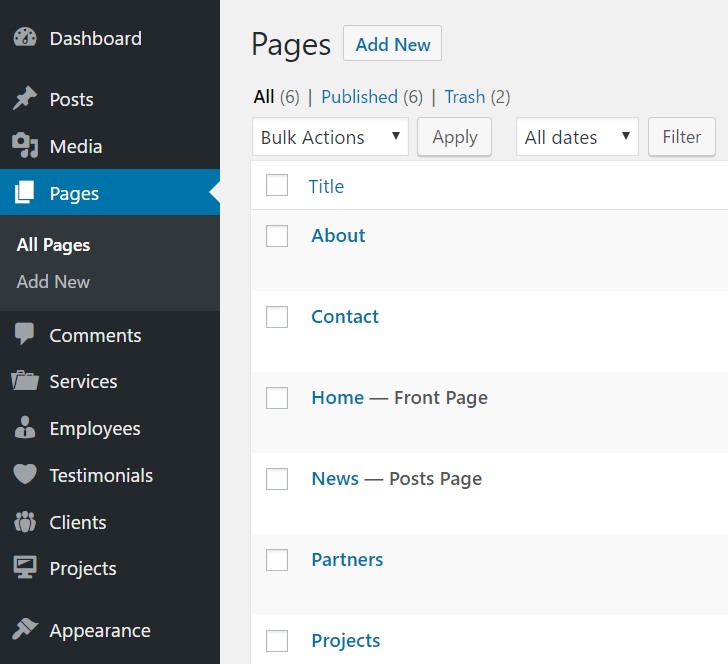 Dashboard
Posts
Media
Pages
All Pages
Add New
Comments
Services
Employees
Testimonials
Clients
Projects
Appearance
Pages Add New
All (6) | Published (6) | Trash (2)
Bulk Actions Apply All dates Filter
Title
About
Contact
Home — Front Page
News — Posts Page
Partners
Projects